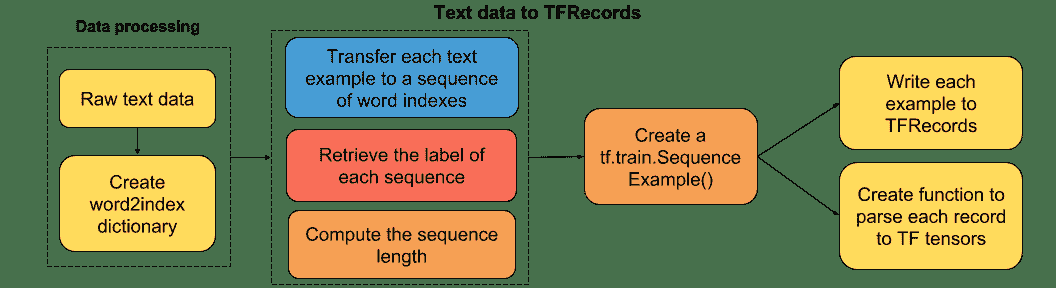 Data processing
Raw text data
Create
word2index
dictionary
Text data to TFRecords
Transfer each text
example to a sequence
of word indexes
Retrieve the label of
each sequence
Compute the sequence
length
Create a
tf.train.Sequence
Example()
Write each
example to
TFRecords
Create function to
parse each record
to TF tensors